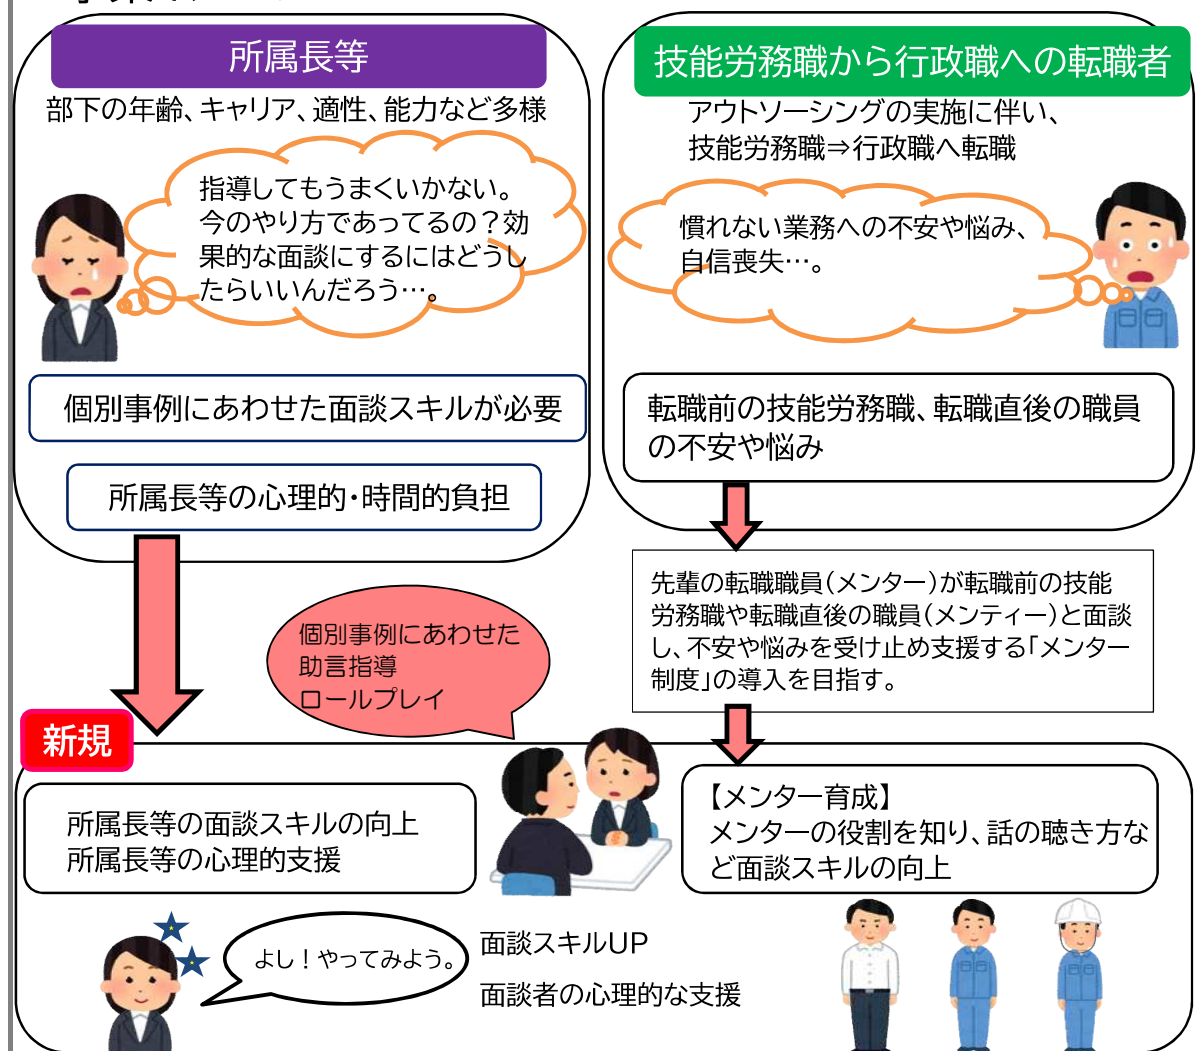 所属長等
部下の年齢、キャリア、適性、能力など多様
指導してもうまくいかない。
今のやり方であってるの？効
果的な面談にするにはどうし
たらいいんだろう…。
個別事例にあわせた面談スキルが必要
所属長等の心理的・時間的負担
技能労務職から行政職への転職者
アウトソーシングの実施に伴い、
技能労務職⇒行政職へ転職
慣れない業務への不安や悩み、
自信喪失…。
転職前の技能労務職、転職直後の職員
の不安や悩み
先輩の転職職員（メンター）が転職前の技能
労務職や転職直後の職員（メンティー）と面談
し、不安や悩みを受け止め支援する「メンター
制度」の導入を目指す。
個別事例にあわせた
助言指導
ロールプレイ
新規
所属長等の面談スキルの向上
所属長等の心理的支援
【メンター育成】
メンターの役割を知り、話の聴き方な
ど面談スキルの向上
よし！やってみよう。
面談スキルUP
面談者の心理的な支援